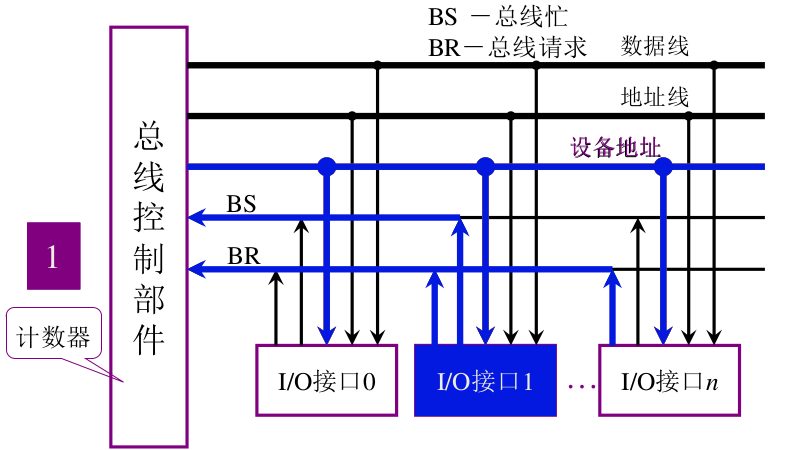 BS －总线忙
BR－总线请求
数据线
地址线
设备地址
BS
BR
总线控制部件
1
计数器
I/O接口0
I/O接口1
…
I/O接口n